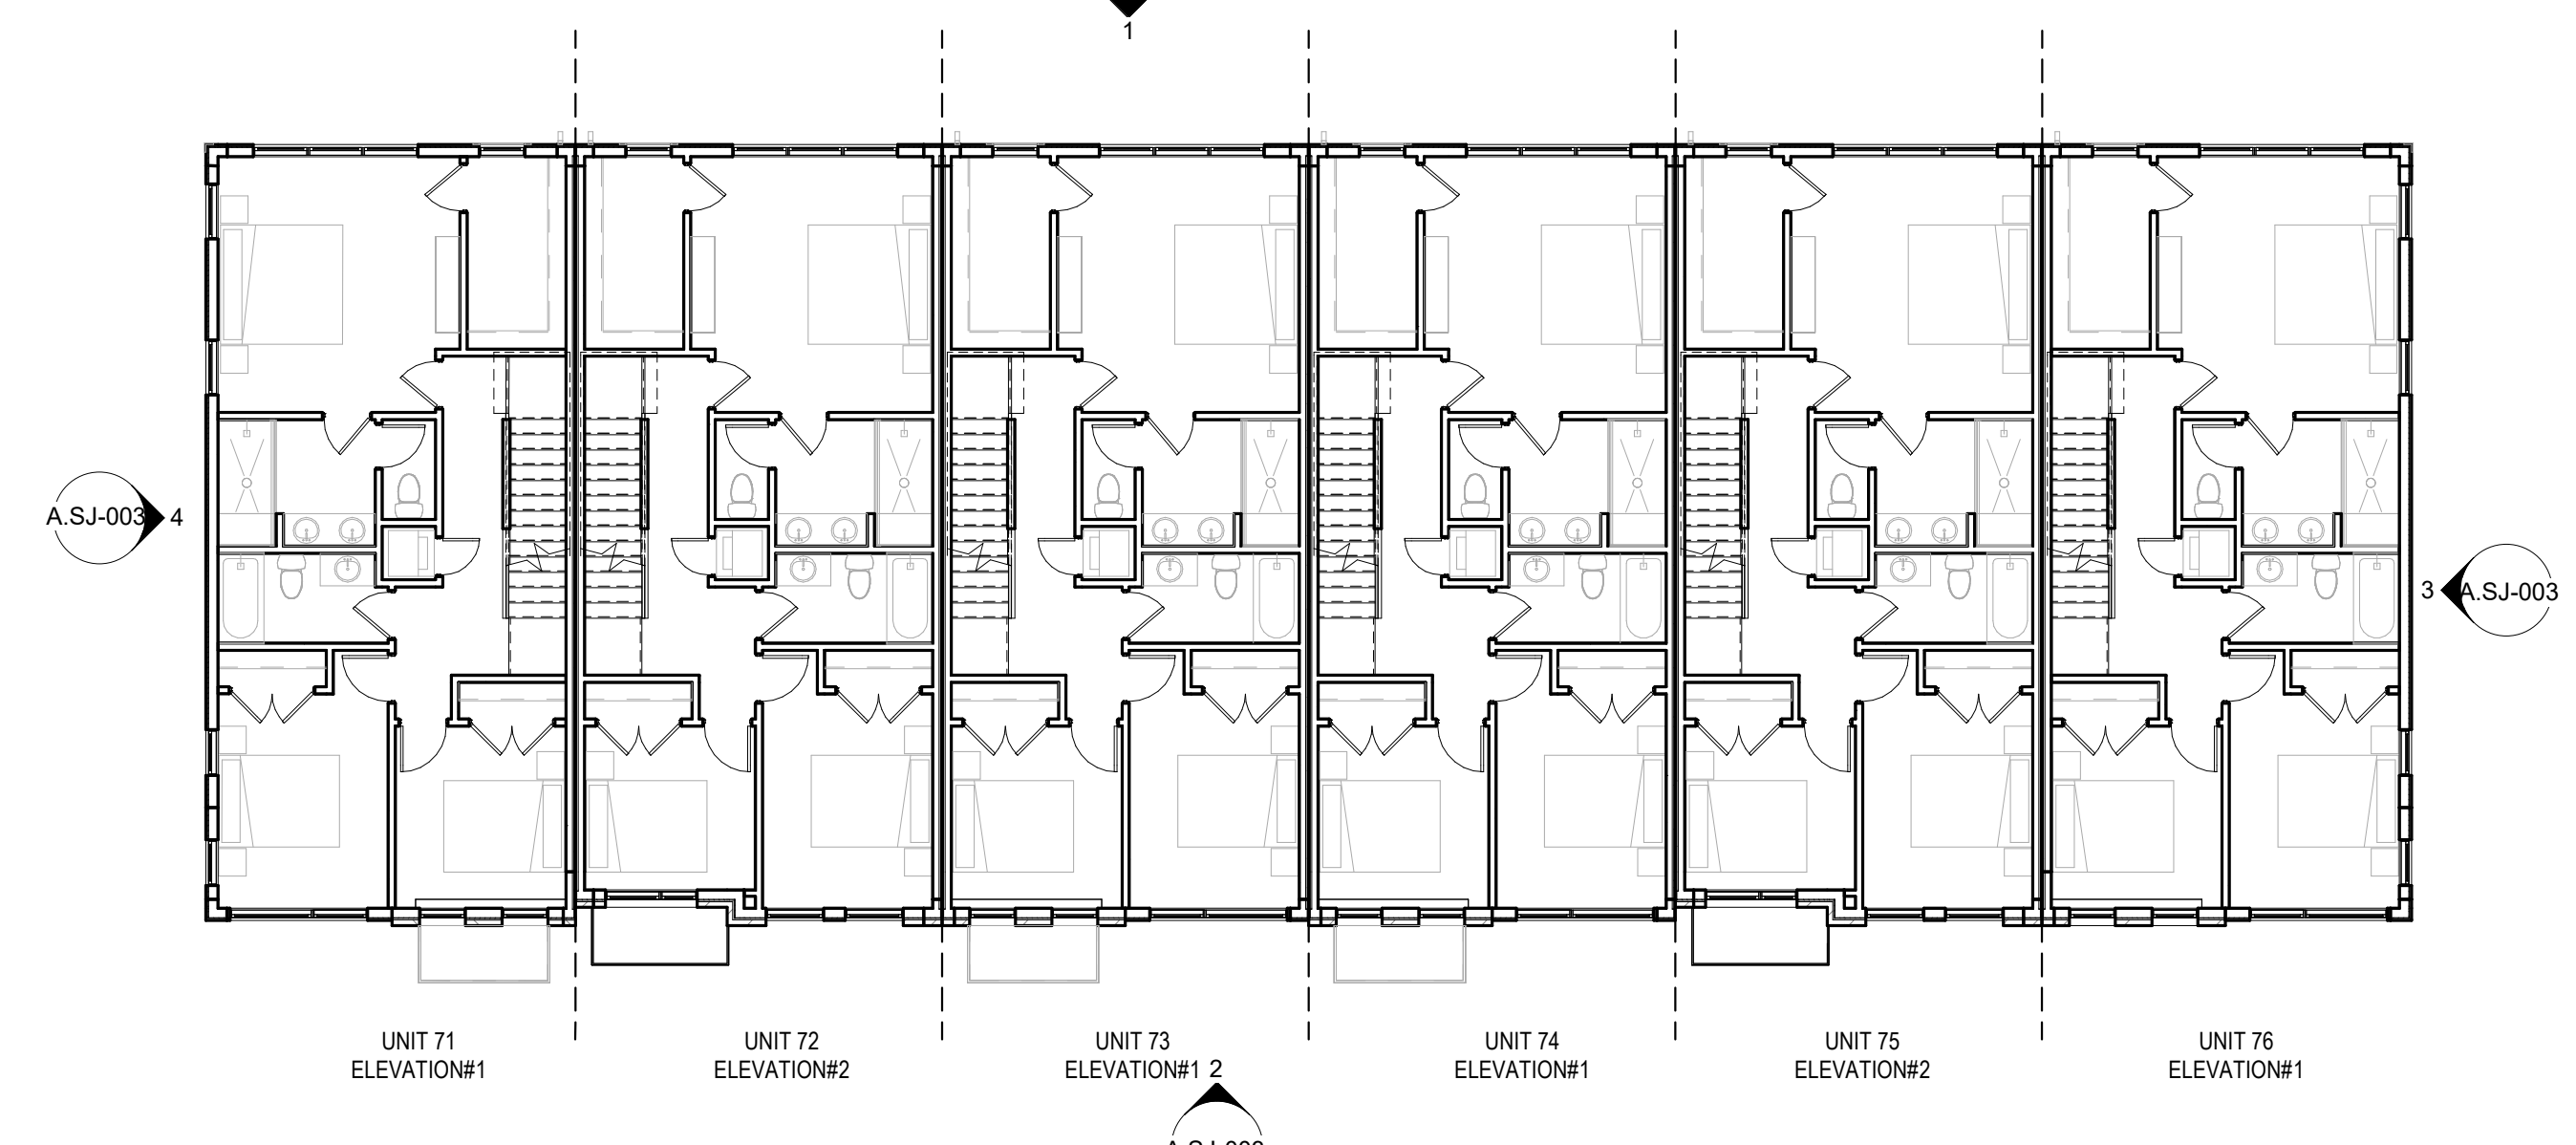 1
A.SJ-003 4
3 A.SJ-003
UNIT 71
ELEVATION#1
UNIT 72
ELEVATION#2
UNIT 73
ELEVATION#1
UNIT 74
ELEVATION#1
UNIT 75
ELEVATION#2
UNIT 76
ELEVATION#1
2